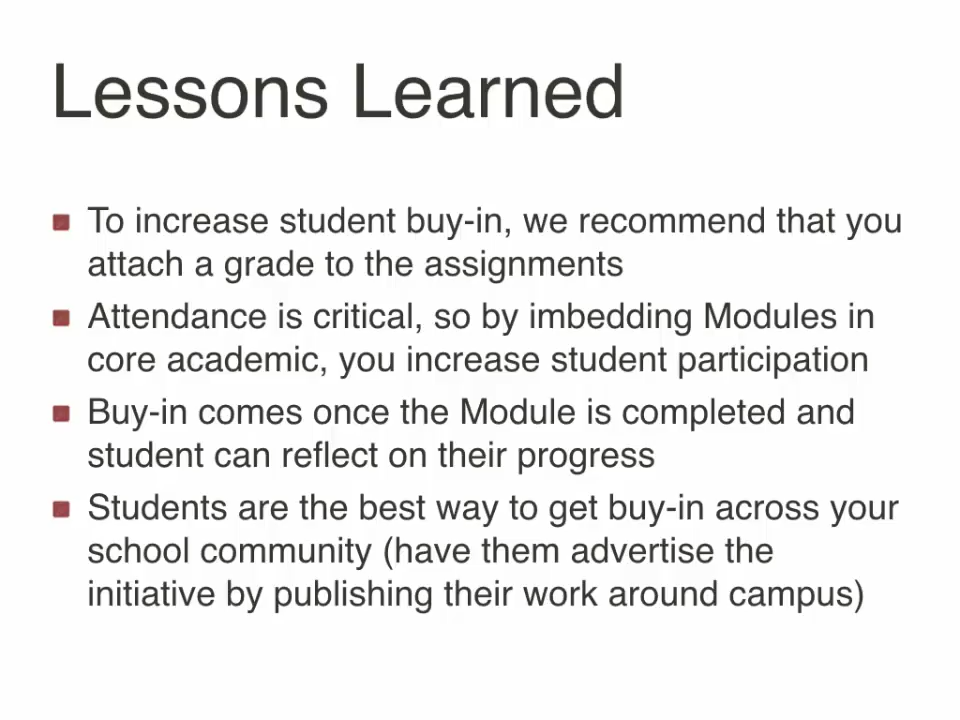 Lessons Learned
To increase student buy-in, we recommend that you
attach a grade to the assignments
Attendance is critical, so by imbedding Modules in
core academic, you increase student participation
Buy-in comes once the Module is completed and
student can reflect on their progress
Students are the best way to get buy-in across your
school community (have them advertise the
initiative by publishing their work around campus)